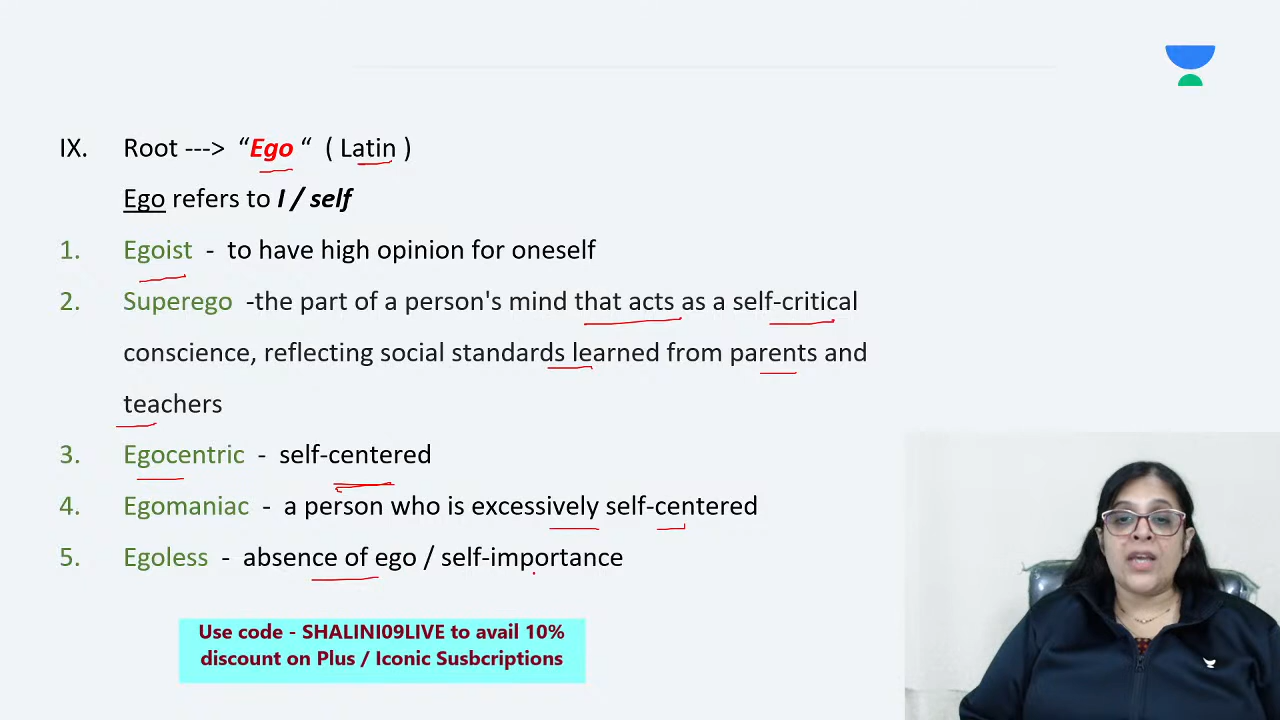 IX. Root ---> “Ego “ ( Latin )
Ego refers to I / self
1. Egoist - to have high opinion for oneself
2. Superego -the part of a person's mind that acts as a self-critical
conscience, reflecting social standards learned from parents and
teachers
3. Egocentric - self-centered
4. Egomaniac - a person who is excessively self-centered
5. Egoless - absence of ego / self-importance
Use code - SHALINI09LIVE to avail 10%
discount on Plus / Iconic Susbcriptions